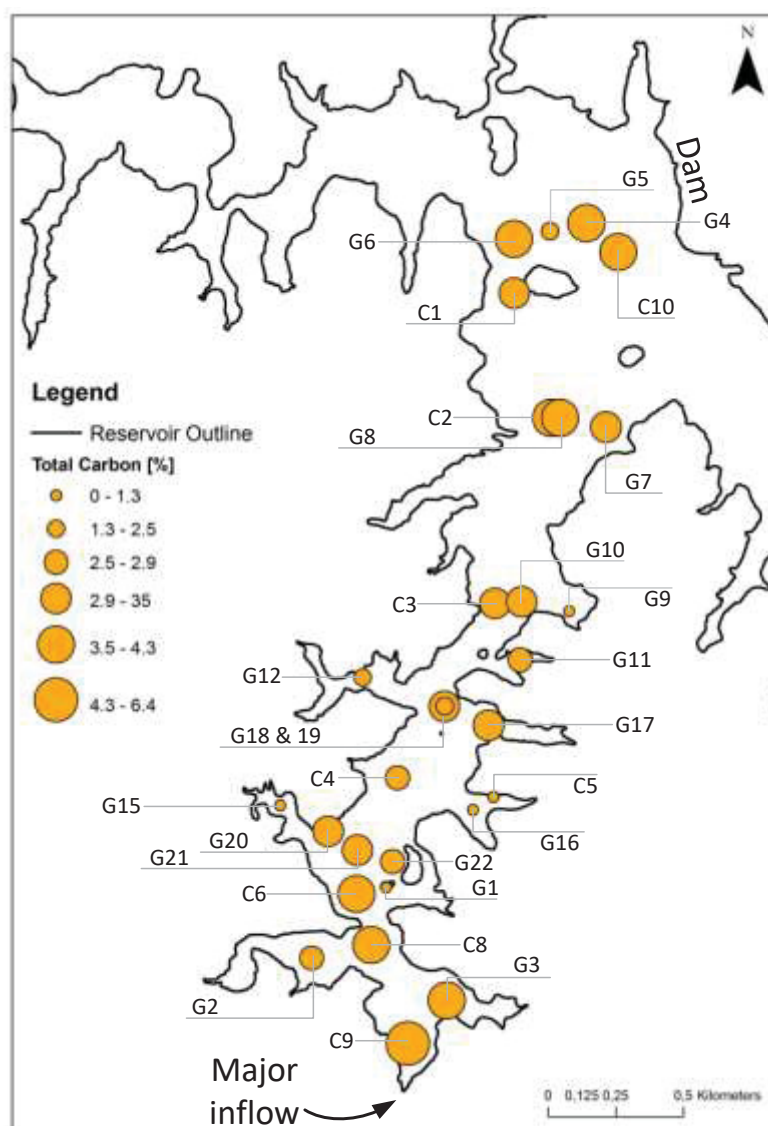 N
Dam
G5
G4
G6
C1
C10
Legend
Reservoir Outline
Total Carbon [%]
0 - 1.3
1.3 - 2.5
2.5 - 2.9
2.9 - 35
3.5 - 4.3
4.3 - 6.4
C2
G8
G7
G10
C3
G9
G12
G11
G18 & 19
G17
C4
C5
G15
G16
G20
G21
G22
C6
G1
C8
G2
G3
C9
Major
inflow
0 0,125 0,25 0,5 Kilometers